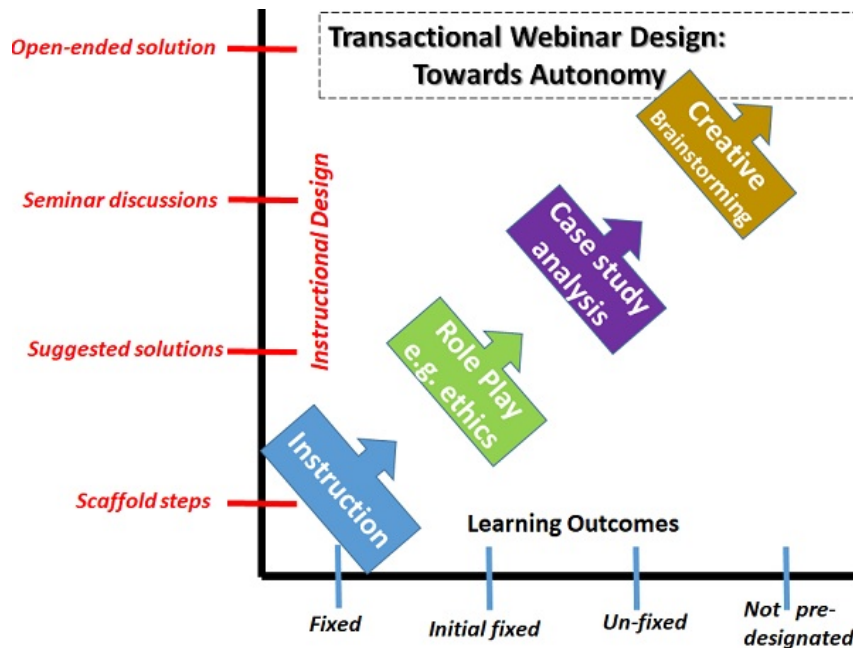 Transactional Webinar Design:
Towards Autonomy
Open-ended solution
Seminar discussions
Suggested solutions
Scaffold steps
Instructional Design
Creative
Brainstorming
Case study
analysis
Role Play
e.g. ethics
Instruction
Learning Outcomes
Fixed
Initial fixed
Un-fixed
Not pre-
designated